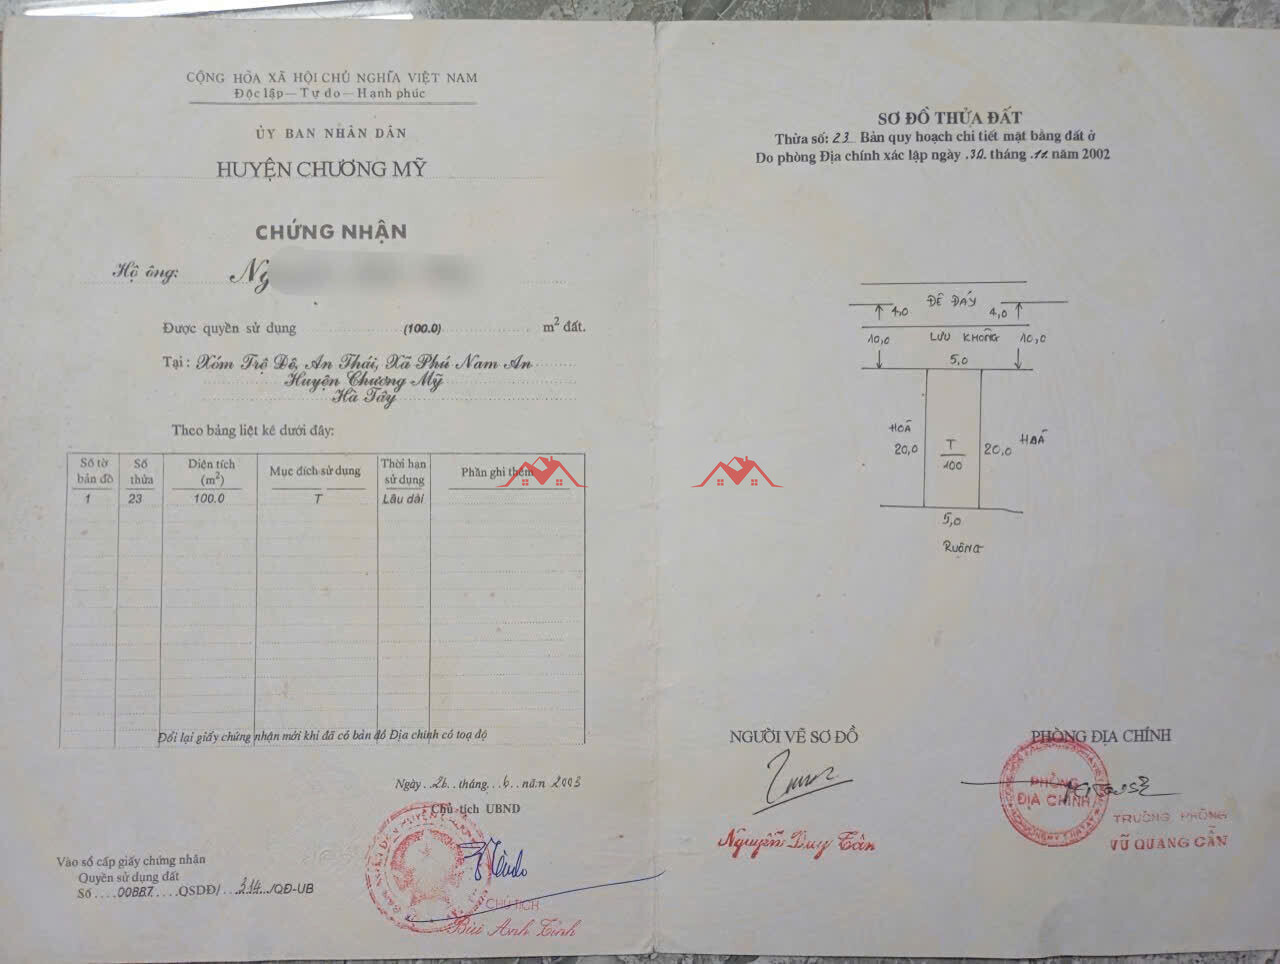 CỘNG HÒA XÃ HỘI CHỦ NGHĨA VIỆT NAM
Độc lập — Tự do — Hạnh phúc
ỦY BAN NHÂN DÂN
HUYỆN CHƯƠNG MỸ
CHỨNG NHẬN
Hộ ông:
Được quyền sử dụng (100.0) m² đất.
Tại: Xóm Trệ Đê, An Thái, Xã Phú Nam An
Huyện Chương Mỹ
Hà Tây
Theo bảng liệt kê dưới đây:
Số tờ bản đồ Số thửa Diện tích (m²) Mục đích sử dụng Thời hạn sử dụng Phần ghi thêm
1 23 100.0 T Lâu dài
Đổi lại giấy chứng nhận mới khi đã có bản đồ Địa chính có toạ độ
Ngày 26 tháng 6 năm 2003
Chủ tịch UBND
Vào sổ cấp giấy chứng nhận
Quyền sử dụng đất
Số 00887 QSDĐ/ 314 /QĐ-UB
CHỦ TỊCH
Bùi Anh Tỉnh
SƠ ĐỒ THỬA ĐẤT
Thửa số: 23 Bản quy hoạch chi tiết mặt bằng đất ở
Do phòng Địa chính xác lập ngày 30 tháng 11 năm 2002
4,0 ĐÊ ĐÁY 4,0
10,0 LƯU KHÔNG 10,0
5,0
HOÃ HOÃ
20,0 T 20,0
100
5,0
RUỘNG
NGƯỜI VẼ SƠ ĐỒ
Nguyễn Duy Tân
PHÒNG ĐỊA CHÍNH
PHÒNG
ĐỊA CHÍNH
TRƯỞNG PHÒNG
VŨ QUANG CẦN